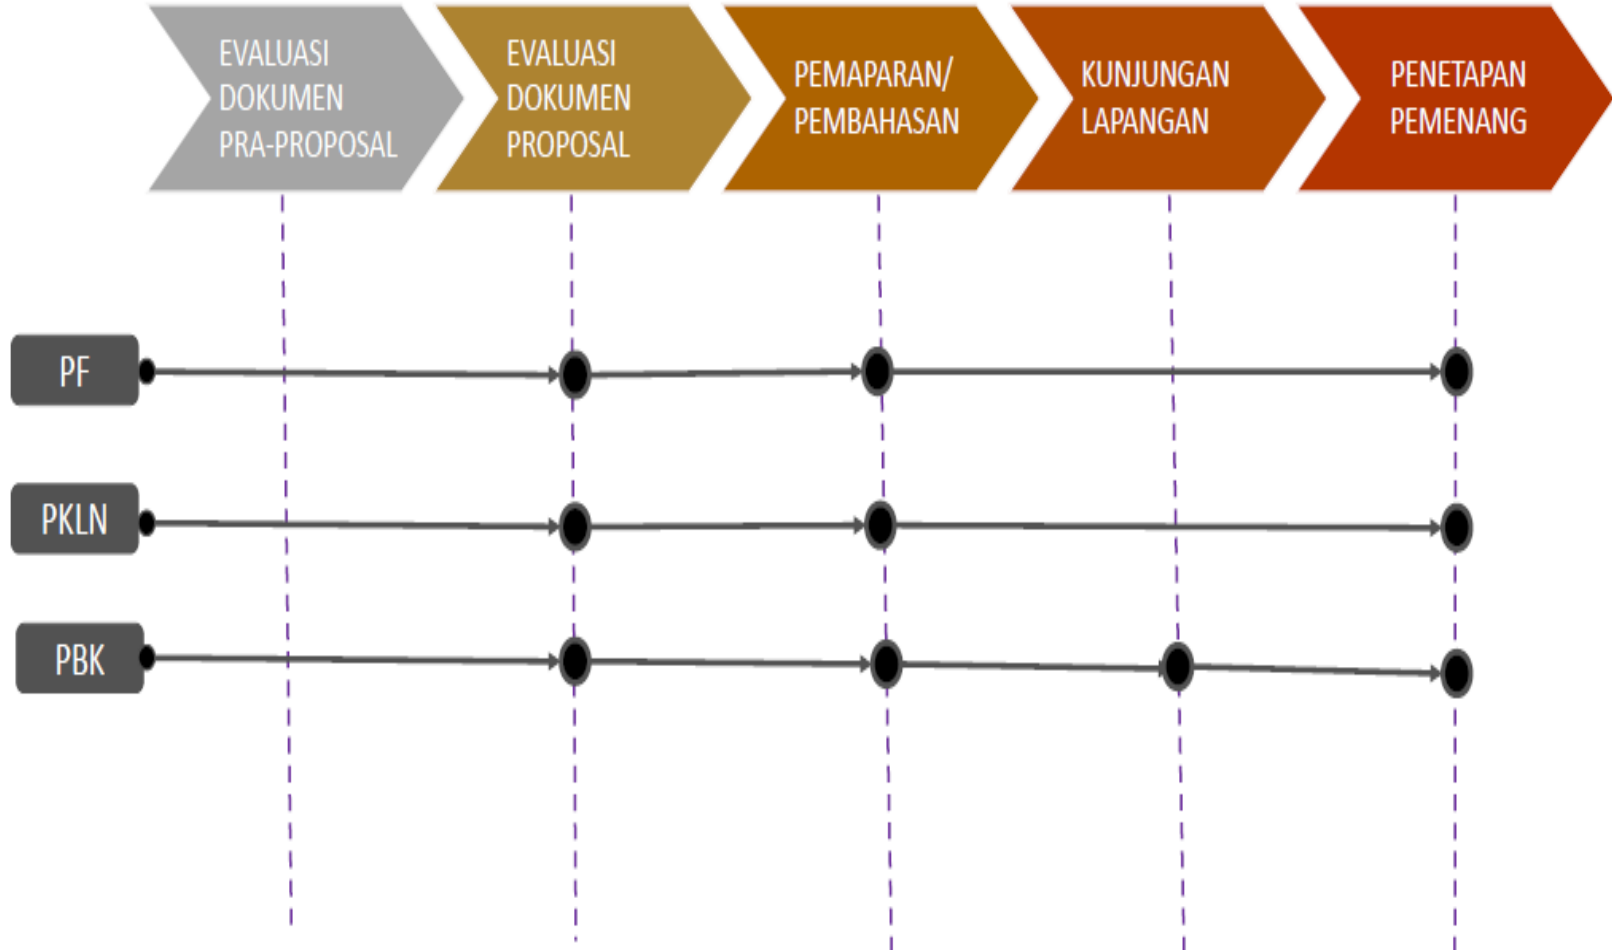 EVALUASI
DOKUMEN
PRA-PROPOSAL
EVALUASI
DOKUMEN
PROPOSAL
PEMAPARAN/
PEMBAHASAN
KUNJUNGAN
LAPANGAN
PENETAPAN
PEMENANG
PF
PKLN
PBK